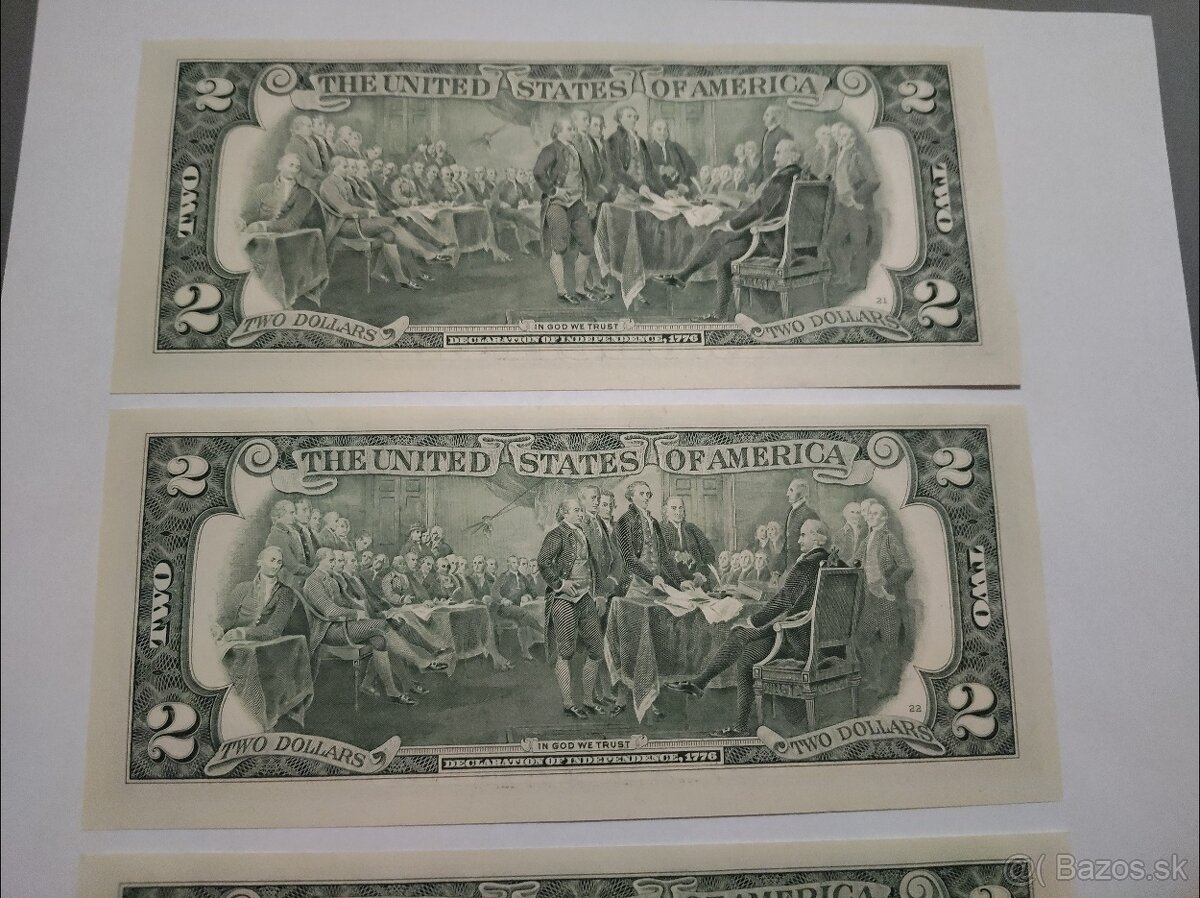 2 THE UNITED STATES OF AMERICA 2
TWO TWO
2 TWO DOLLARS IN GOD WE TRUST TWO DOLLARS 2
21
DECLARATION OF INDEPENDENCE, 1776
2 THE UNITED STATES OF AMERICA 2
TWO TWO
22
2 TWO DOLLARS IN GOD WE TRUST TWO DOLLARS 2
DECLARATION OF INDEPENDENCE, 1776
OF AMERICA
@( Bazos.sk